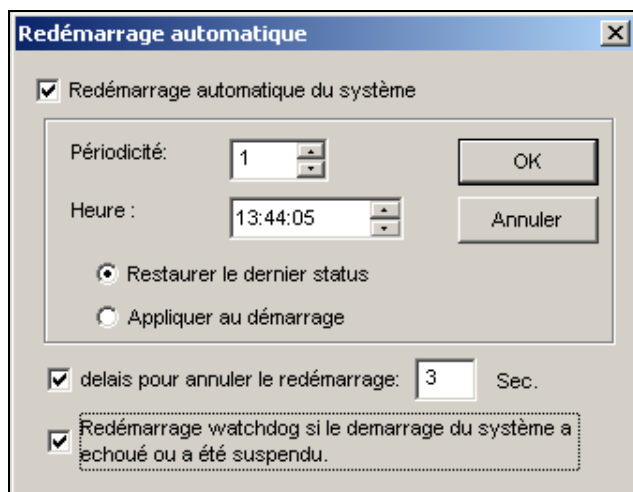 Redémarrage automatique
Redémarrage automatique du système
Périodicité: 1
OK
Heure : 13:44:05
Annuler
Restaurer le dernier status
Appliquer au démarrage
delais pour annuler le redémarrage: 3 Sec.
Redémarrage watchdog si le demarrage du système a
echoué ou a été suspendu.